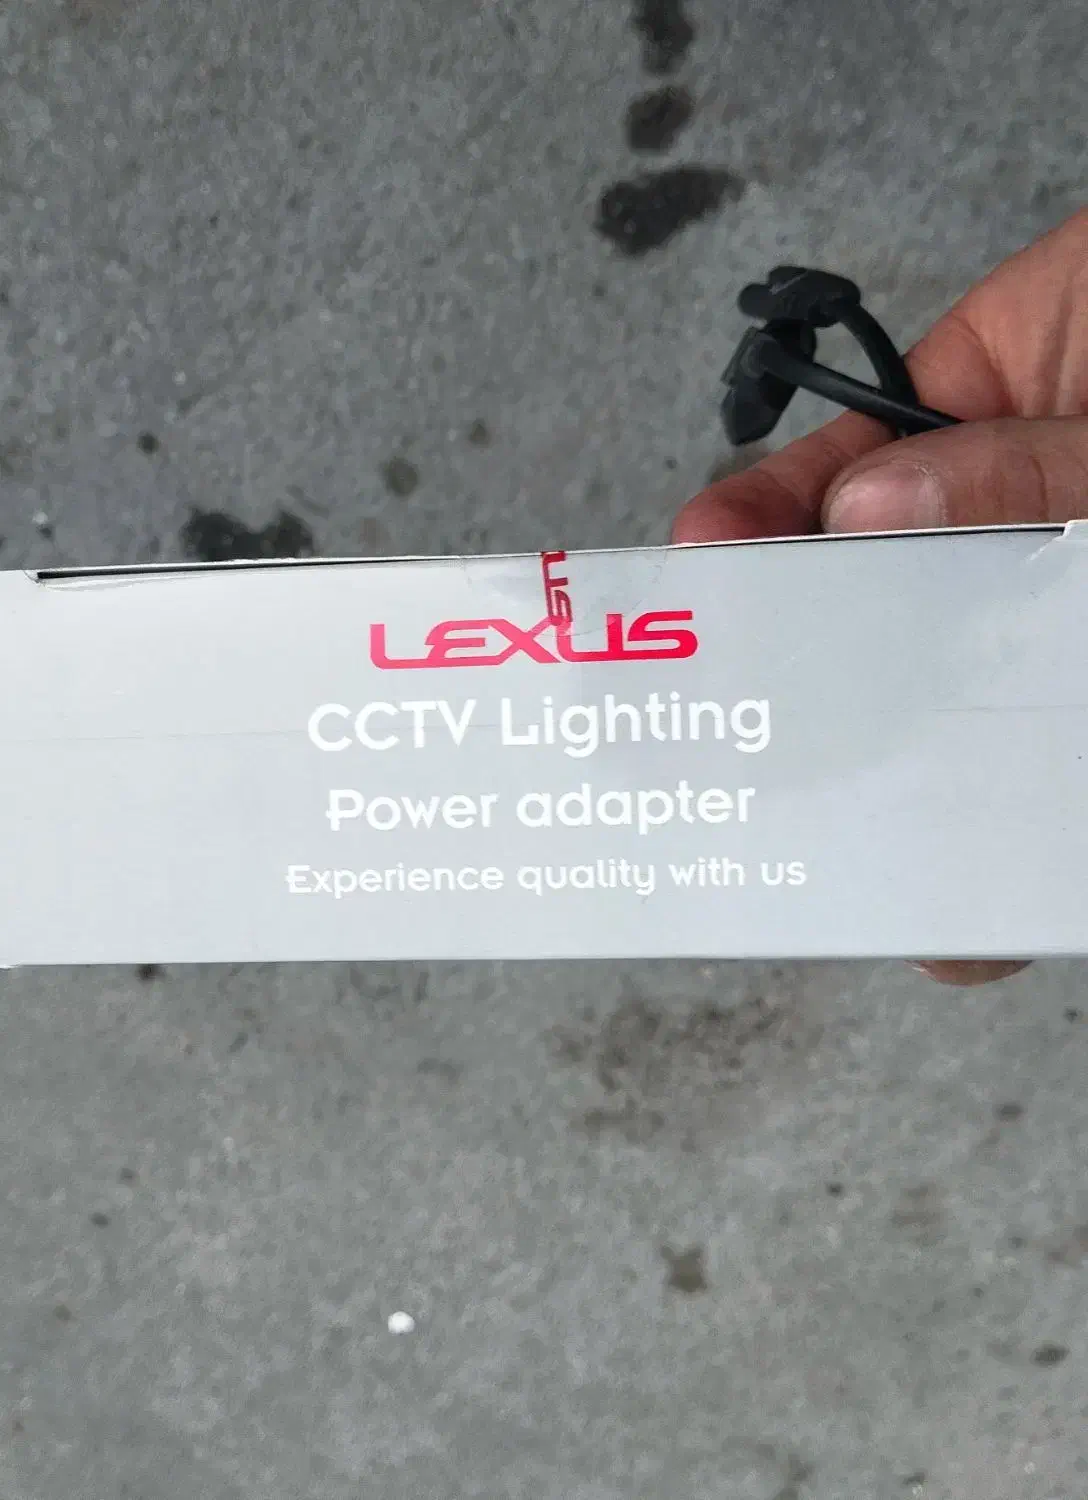 LEXUS
CCTV Lighting
Power adapter
Experience quality with us